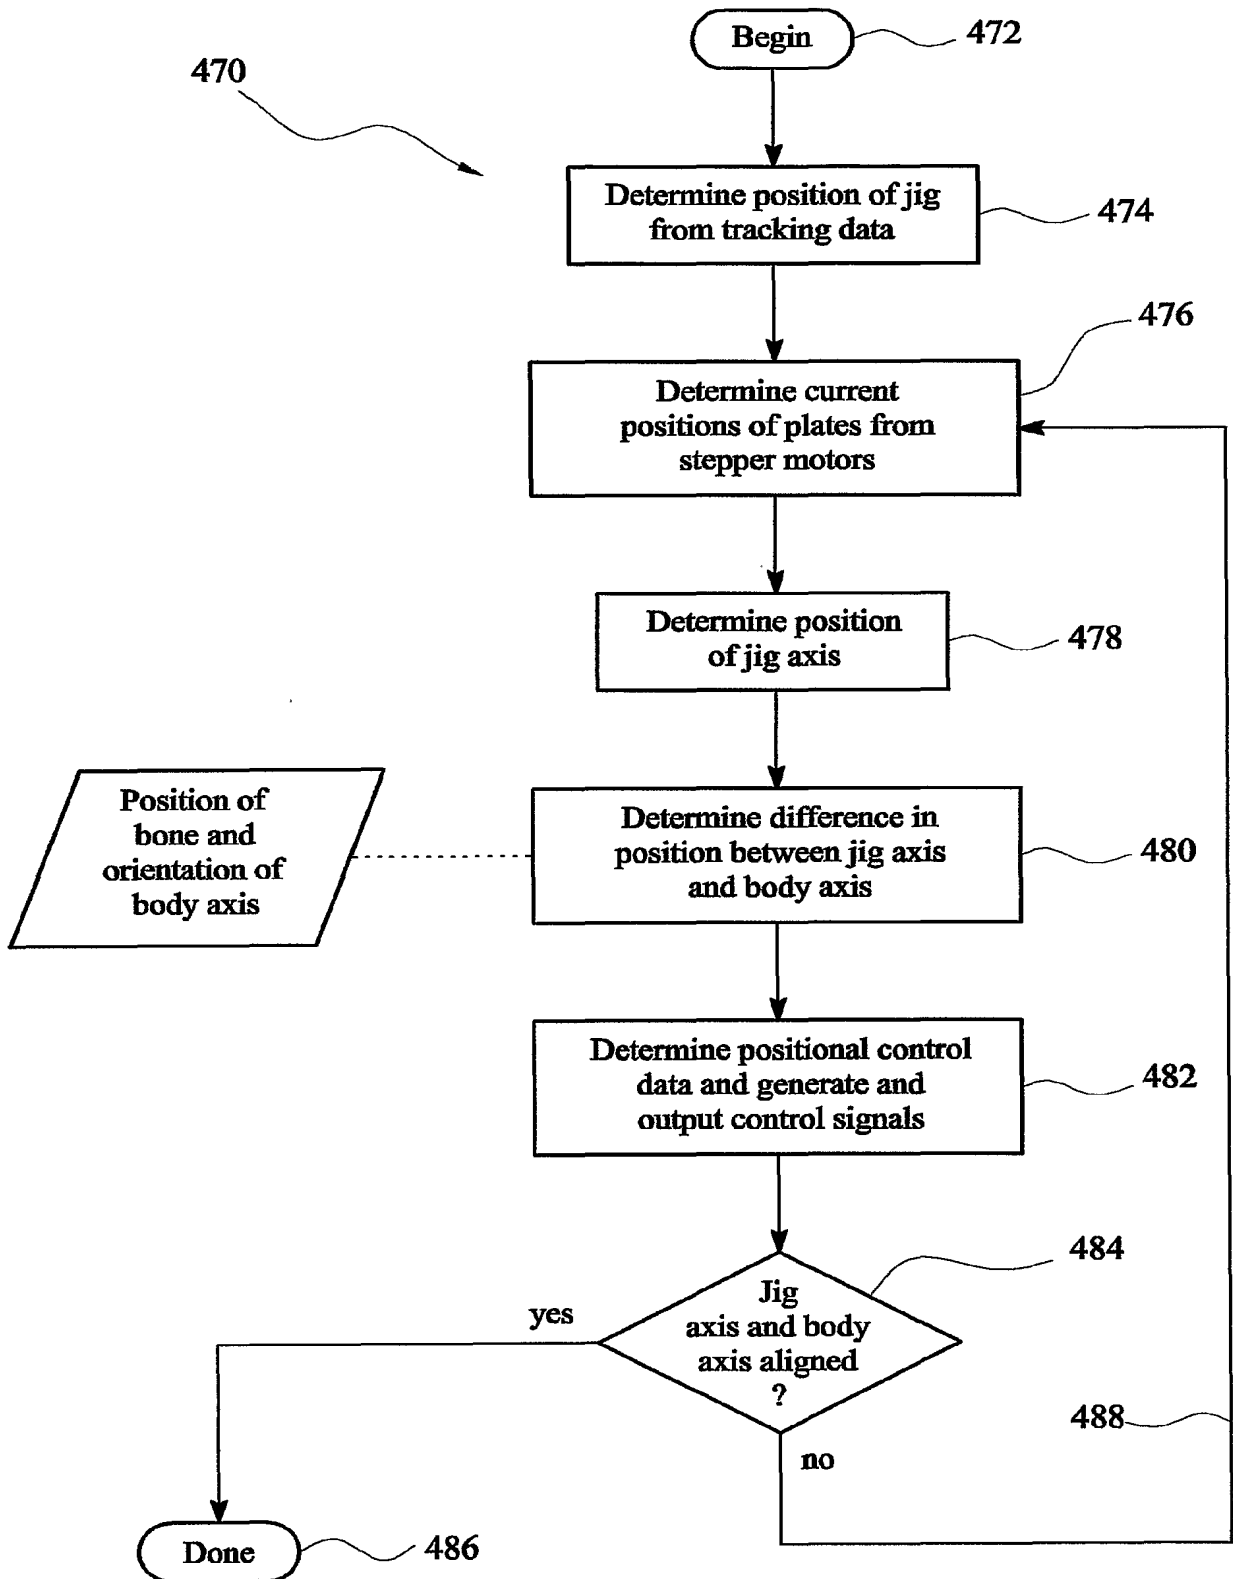 Begin
472
470
Determine position of jig
from tracking data
474
476
Determine current
positions of plates from
stepper motors
Determine position
of jig axis
478
Position of
bone and
orientation of
body axis
Determine difference in
position between jig axis
and body axis
480
Determine positional control
data and generate and
output control signals
482
484
Jig
axis and body
axis aligned
?
yes
488
no
Done
486